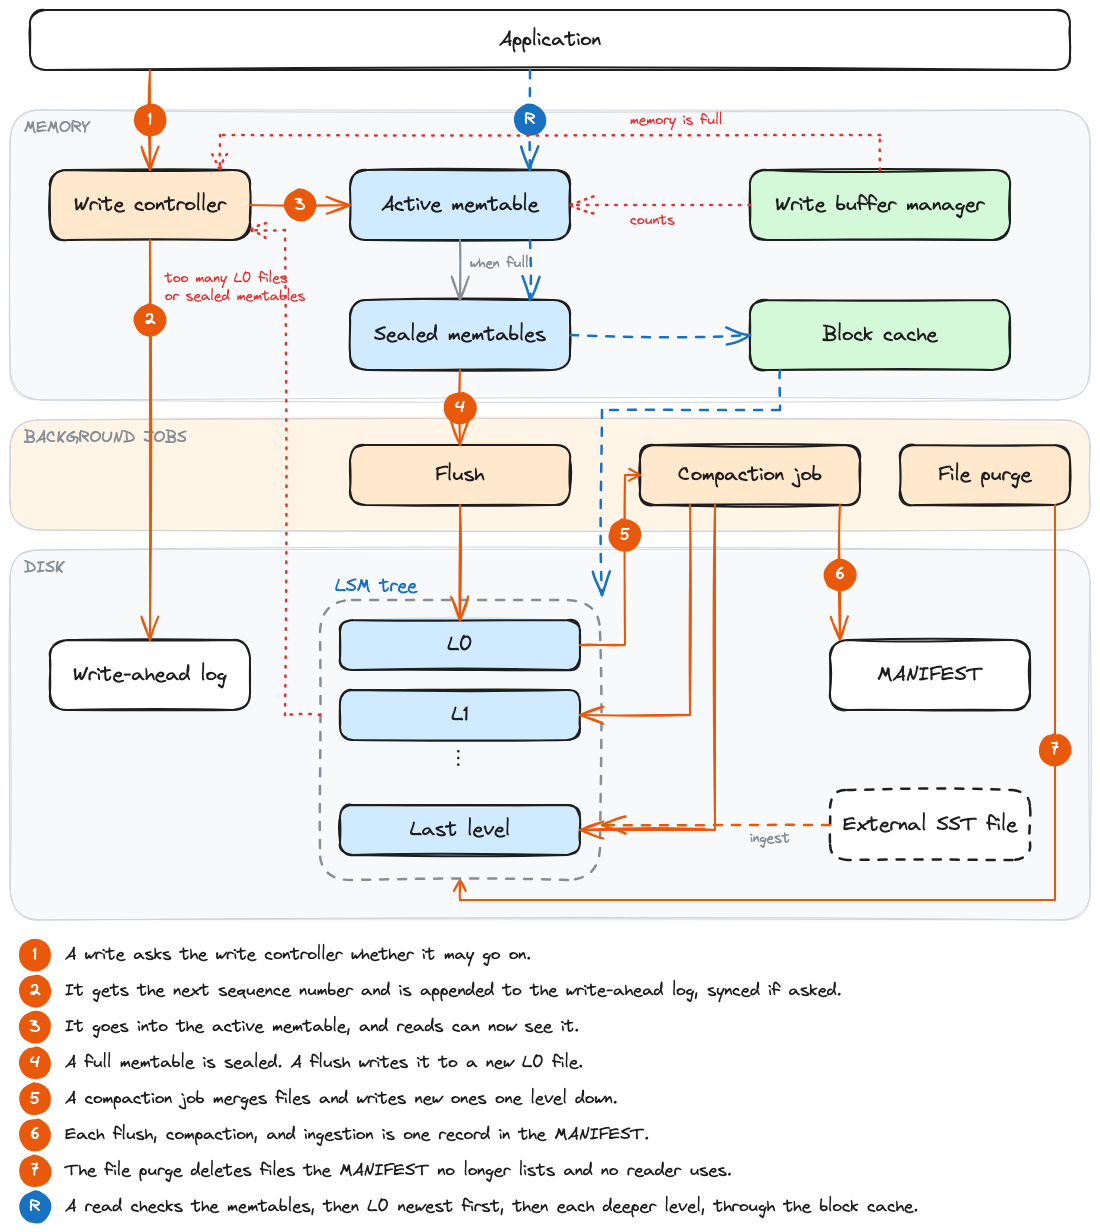 Application
1
R
MEMORY
memory is full
Write controller
3
Active memtable
Write buffer manager
counts
when full
too many L0 files
or sealed memtables
2
Sealed memtables
Block cache
4
BACKGROUND JOBS
Flush
Compaction job
File purge
5
DISK
6
LSM tree
L0
Write-ahead log
MANIFEST
L1
7
⋮
External SST file
Last level
ingest
1 A write asks the write controller whether it may go on.
2 It gets the next sequence number and is appended to the write-ahead log, synced if asked.
3 It goes into the active memtable, and reads can now see it.
4 A full memtable is sealed. A flush writes it to a new L0 file.
5 A compaction job merges files and writes new ones one level down.
6 Each flush, compaction, and ingestion is one record in the MANIFEST.
7 The file purge deletes files the MANIFEST no longer lists and no reader uses.
R A read checks the memtables, then L0 newest first, then each deeper level, through the block cache.